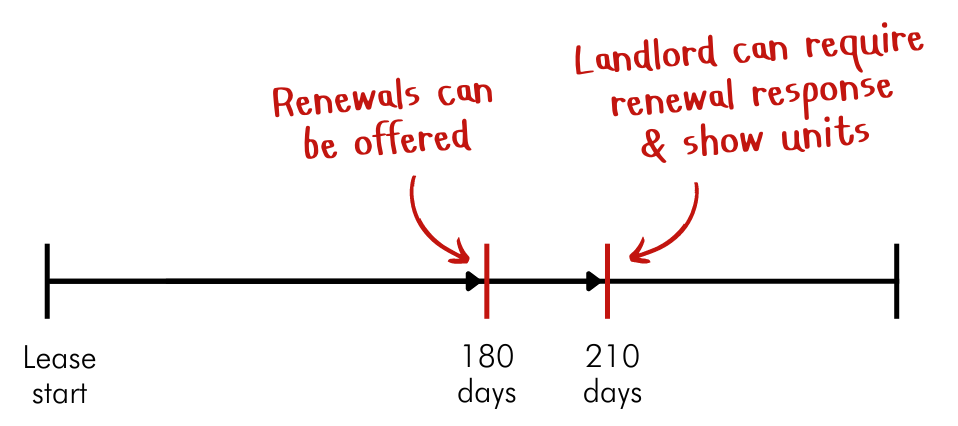 Renewals can
be offered
Landlord can require
renewal response
& show units
Lease
start
180
days
210
days